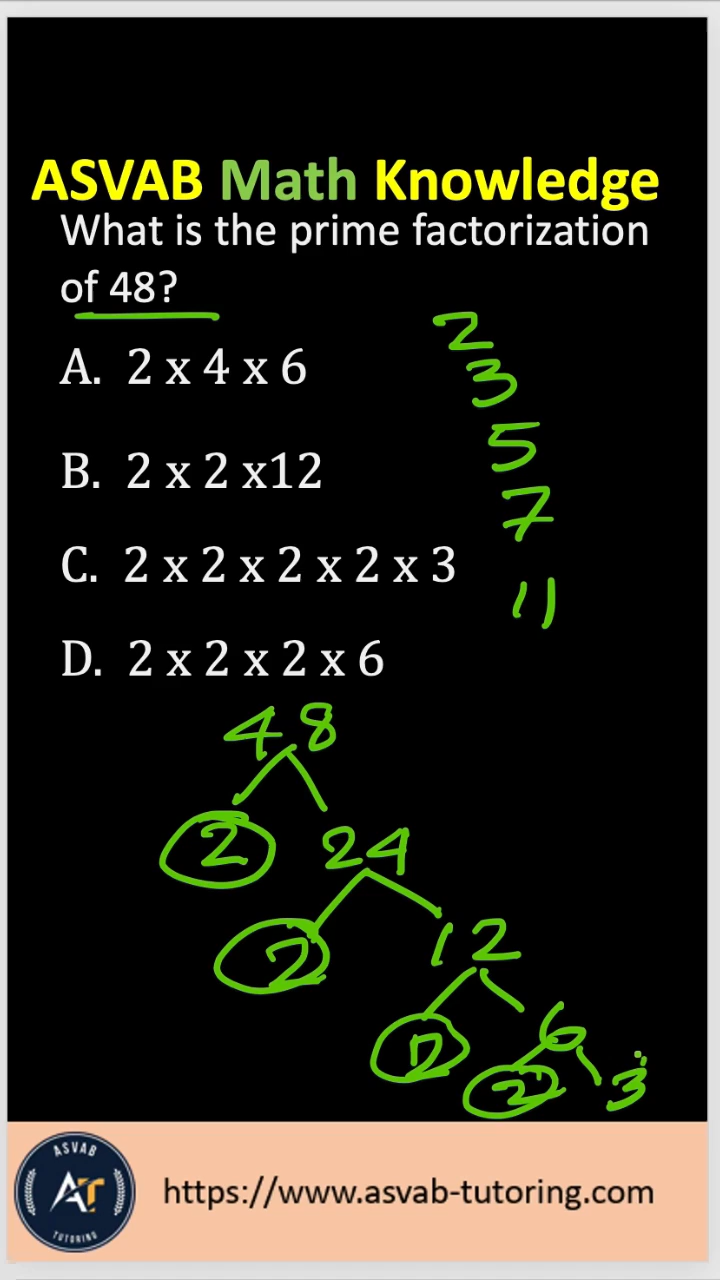 ASVAB Math Knowledge
What is the prime factorization
of 48?
A. 2 x 4 x 6
B. 2 x 2 x12
C. 2 x 2 x 2 x 2 x 3
D. 2 x 2 x 2 x 6
2
3
5
7
11
48
2 24
2 12
2 6
2 3
ASVAB
AT
TUTORING
https://www.asvab-tutoring.com